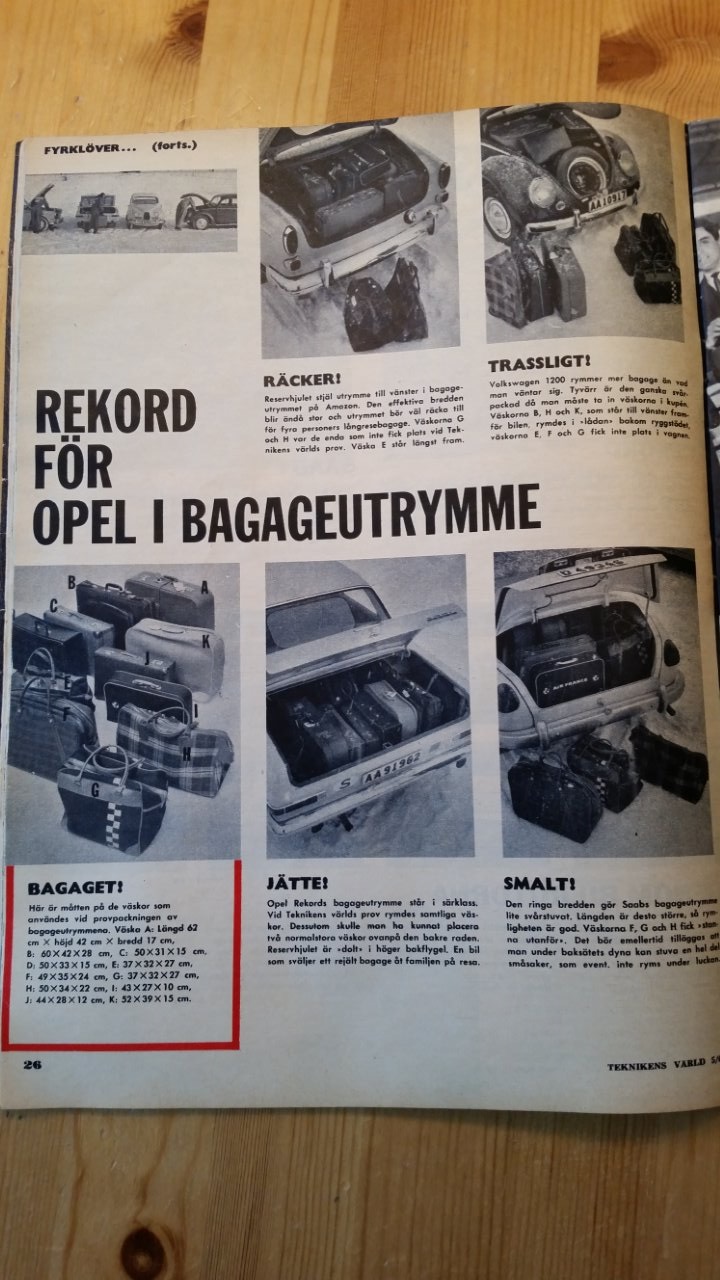 FYRKLÖVER... (forts.)
AA10917
RÄCKER!
Reservhjulet stjäl utrymme till vänster i bagage-
utrymmet på Amazon. Den effektiva bredden
blir ändå stor och utrymmet bör väl räcka till
för fyra personers långresebagage. Väskorna G
och H var de enda som inte fick plats vid Tek-
nikens världs prov. Väska E står längst fram.
TRASSLIGT!
Volkswagen 1200 rymmer mer bagage än vad
man väntar sig. Tyvärr är den ganska svår-
packad då man måste ta in väskorna i kupén.
Väskorna B, H och K, som står till vänster fram-
för bilen, rymdes i »lådan» bakom ryggstödet,
väskorna E, F och G fick inte plats i vagnen.
REKORD
FÖR
OPEL I BAGAGEUTRYMME
B
A
C
K
J
E
I
F
H
G
S AA91962
D 4934
AIR FRANCE
BAGAGET!
Här är måtten på de väskor som
användes vid provpackningen av
bagageutrymmena. Väska A: Längd 62
cm × höjd 42 cm × bredd 17 cm,
B: 60×42×28 cm, C: 50×31×15 cm,
D: 50×33×15 cm, E: 37×32×27 cm,
F: 49×35×24 cm, G: 37×32×27 cm,
H: 50×34×22 cm, I: 43×27×10 cm,
J: 44×28×12 cm, K: 52×39×15 cm.
JÄTTE!
Opel Rekords bagageutrymme står i särklass.
Vid Teknikens världs prov rymdes samtliga väs-
kor. Dessutom skulle man ha kunnat placera
två normalstora väskor ovanpå den bakre raden.
Reservhjulet är »dolt» i höger bakflygel. En bil
som sväljer ett rejält bagage åt familjen på resa.
SMALT!
Den ringa bredden gör Saabs bagageutrymme
lite svårstuvat. Längden är desto större, så rym-
ligheten är god. Väskorna F, G och H fick »stan-
na utanför». Det bör emellertid tilläggas att
man under baksätets dyna kan stuva en hel del
småsaker, som event. inte ryms under luckan.
26
TEKNIKENS VÄRLD 5/